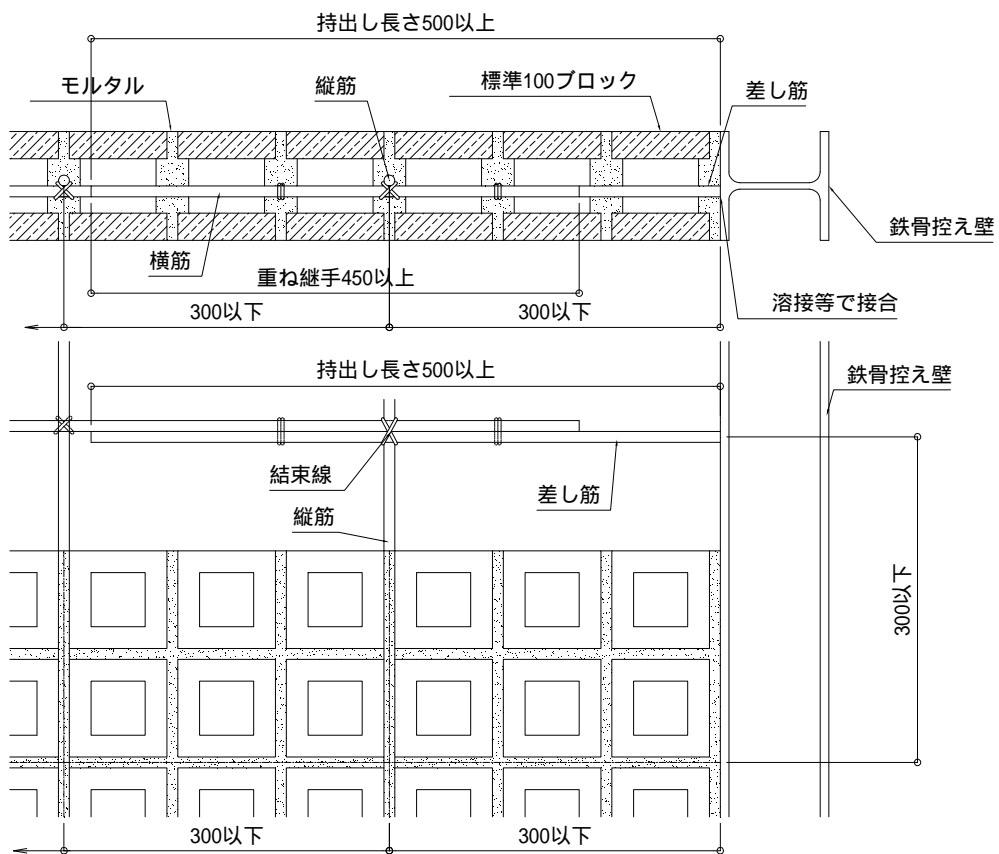 持出し長さ500以上
モルタル
縦筋
標準100ブロック
差し筋
鉄骨控え壁
横筋
重ね継手450以上
溶接等で接合
300以下
300以下
持出し長さ500以上
鉄骨控え壁
結束線
差し筋
縦筋
300以下
300以下
300以下